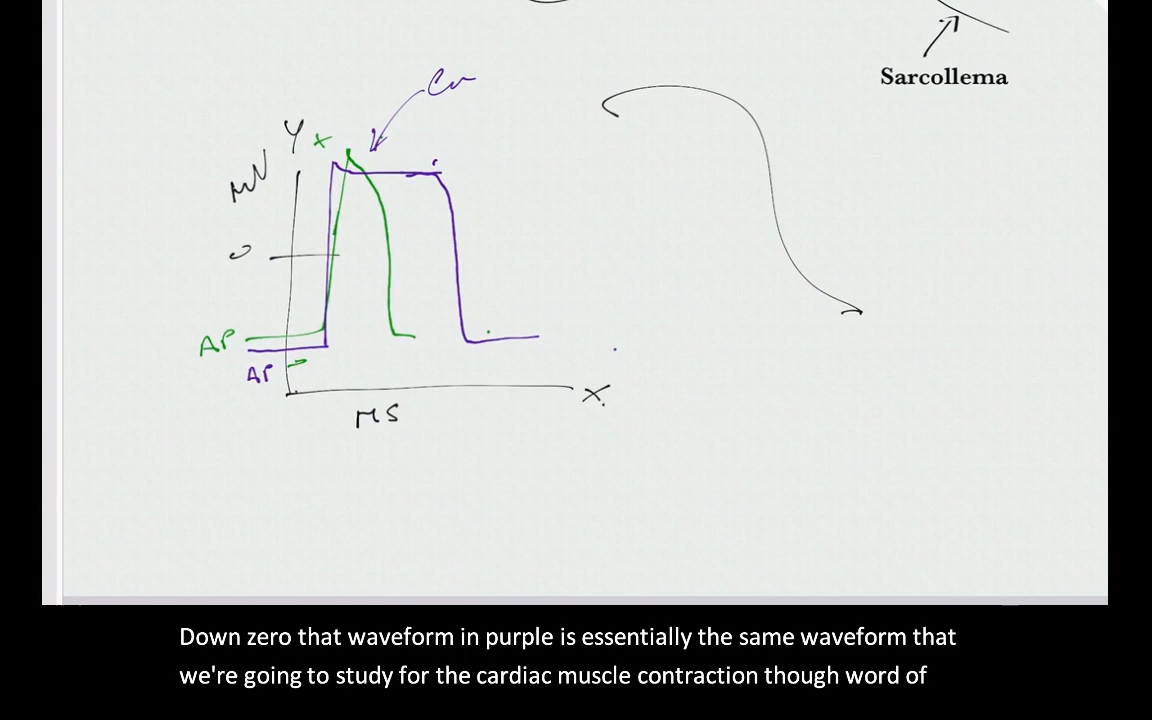 Sarcollema
Y +
mV
0
AP
AP -
MS
X
Down zero that waveform in purple is essentially the same waveform that
we're going to study for the cardiac muscle contraction though word of